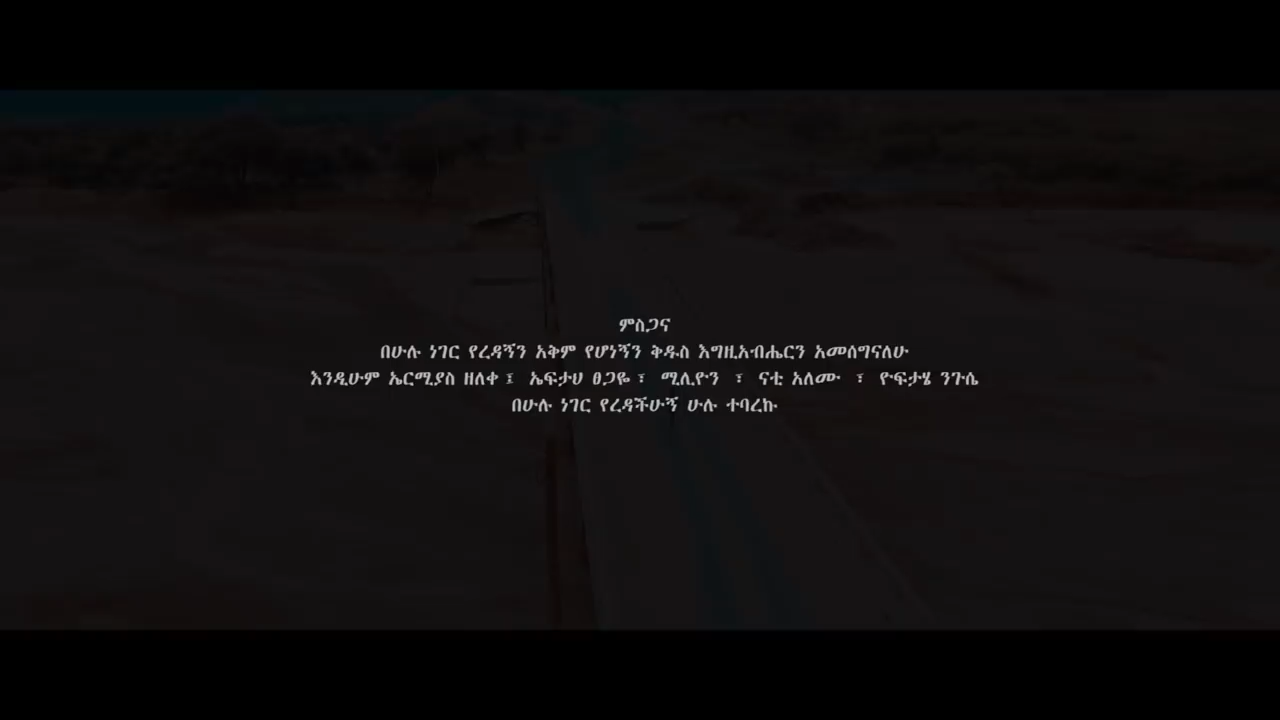 ምስጋና
በሁሉ ነገር የረዳኝን አቅም የሆነኝን ቅዱስ እግዚአብሔርን አመሰግናለሁ
እንዲሁም ኤርሚያስ ዘለቀ ፤ ኤፍታህ ፀጋዬ ፣ ሚሊዮን ፣ ናቲ አለሙ ፣ ዮፍታሄ ንጉሴ
በሁሉ ነገር የረዳችሁኝ ሁሉ ተባረኩ